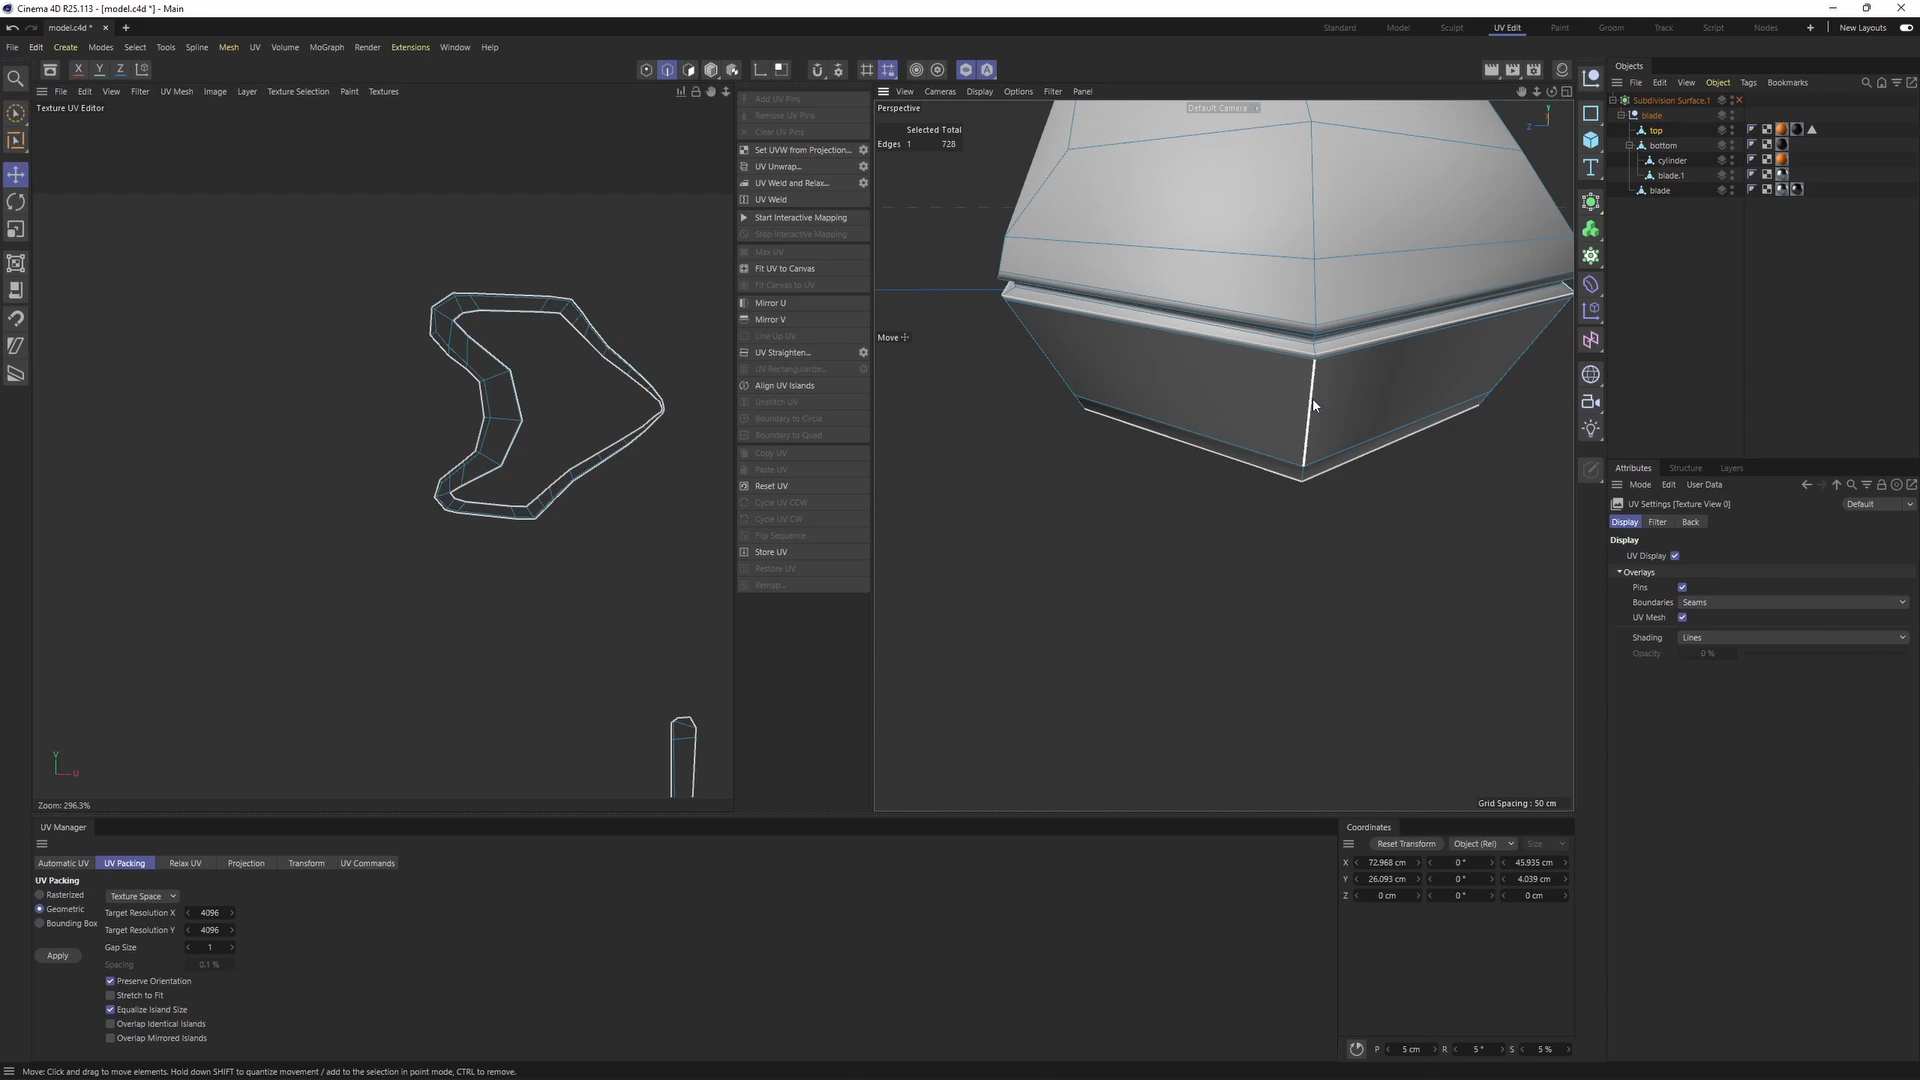 Cinema 4D R25.113 - [model.c4d *] - Main
model.c4d *
Standard Model Sculpt UV Edit Paint Groom Track Script Nodes New Layouts
File Edit Create Modes Select Tools Spline Mesh UV Volume MoGraph Render Extensions Window Help
X Y Z
Objects
File Edit View Object Tags Bookmarks
File Edit View Filter UV Mesh Image Layer Texture Selection Paint Textures
View Cameras Display Options Filter Panel
Texture UV Editor
Perspective
Default Camera
Selected Total
Edges 1 728
Move
Grid Spacing : 50 cm
Add UV Pins
Remove UV Pins
Clear UV Pins
Set UVW from Projection...
UV Unwrap...
UV Weld and Relax...
UV Weld
Start Interactive Mapping
Stop Interactive Mapping
Max UV
Fit UV to Canvas
Fit Canvas to UV
Mirror U
Mirror V
Line Up UV
UV Straighten...
UV Rectangularize...
Align UV Islands
Unstitch UV
Boundary to Circle
Boundary to Quad
Copy UV
Paste UV
Reset UV
Cycle UV CCW
Cycle UV CW
Flip Sequence
Store UV
Restore UV
Remap...
Subdivision Surface.1
blade
top
bottom
cylinder
blade.1
blade
Attributes Structure Layers
Mode Edit User Data
UV Settings [Texture View 0]
Default
Display Filter Back
Display
UV Display
Overlays
Pins
Boundaries Seams
UV Mesh
Shading Lines
Opacity 0 %
V
U
Y
Z
Zoom: 296.3%
UV Manager
Automatic UV UV Packing Relax UV Projection Transform UV Commands
UV Packing
Rasterized
Geometric
Bounding Box
Apply
Texture Space
Target Resolution X 4096
Target Resolution Y 4096
Gap Size 1
Spacing 0.1 %
Preserve Orientation
Stretch to Fit
Equalize Island Size
Overlap Identical Islands
Overlap Mirrored Islands
Coordinates
Reset Transform Object (Rel) Size
X 72.968 cm 0 ° 45.935 cm
Y 26.093 cm 0 ° 4.039 cm
Z 0 cm 0 ° 0 cm
P 5 cm R 5 ° S 5 %
Move: Click and drag to move elements. Hold down SHIFT to quantize movement / add to the selection in point mode, CTRL to remove.